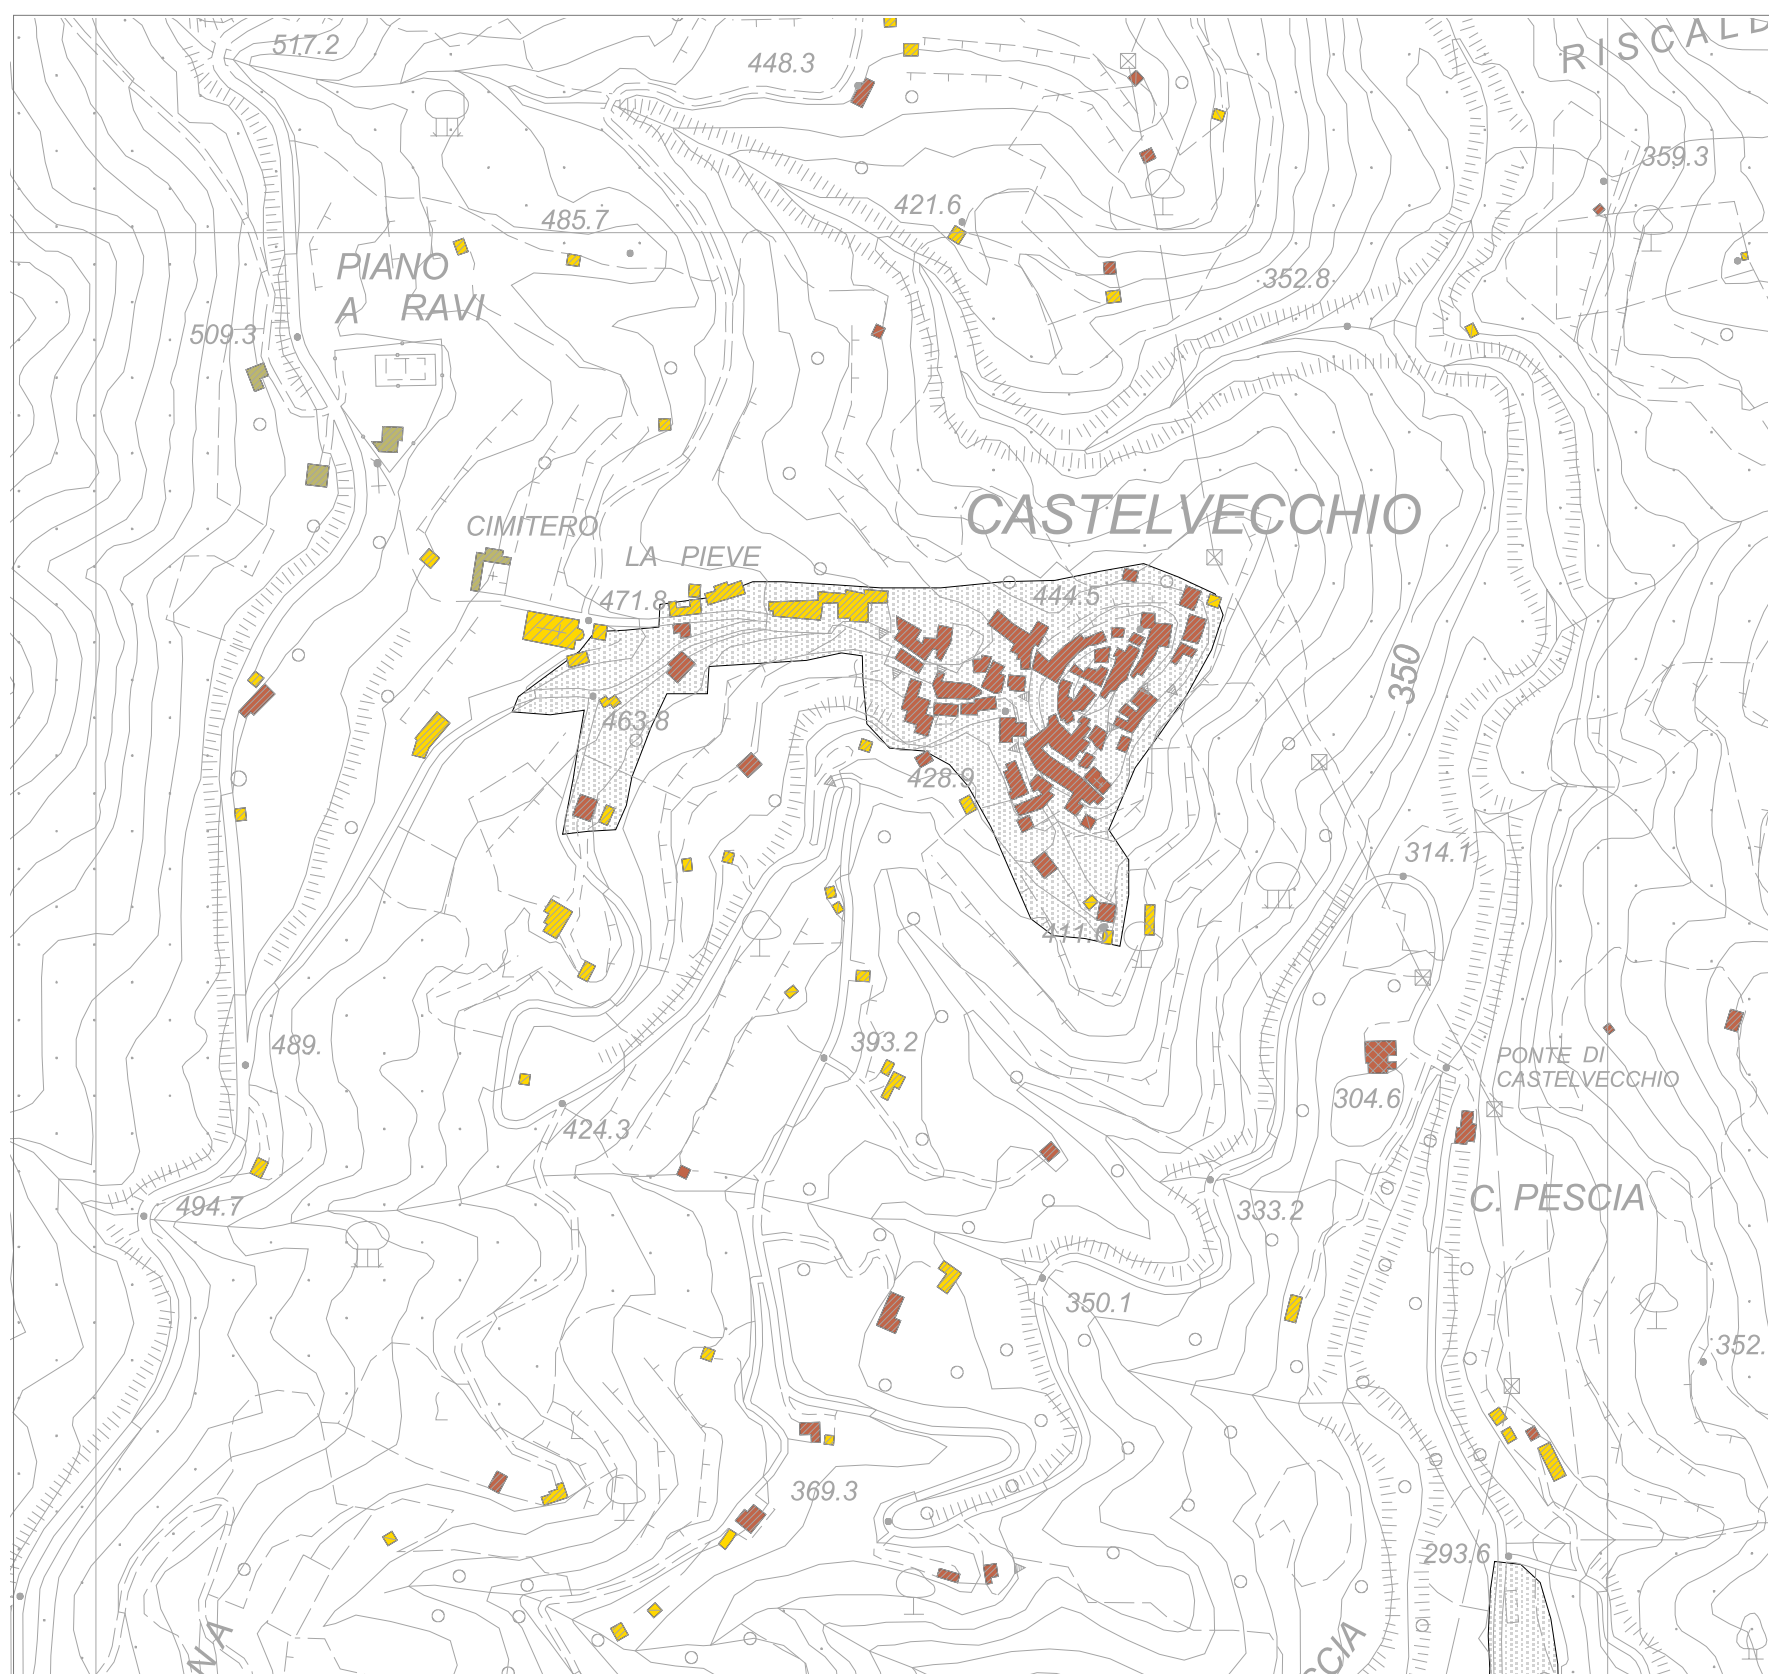 517.2
448.3
RISCALD
359.3
485.7
421.6
PIANO
A RAVI
352.8
509.3
CASTELVECCHIO
CIMITERO
LA PIEVE
471.8
444.5
350
463.8
428.9
314.1
489.
393.2
PONTE DI
CASTELVECCHIO
304.6
424.3
494.7
333.2
C. PESCIA
350.1
352.
369.3
293.6
NA
SCIA